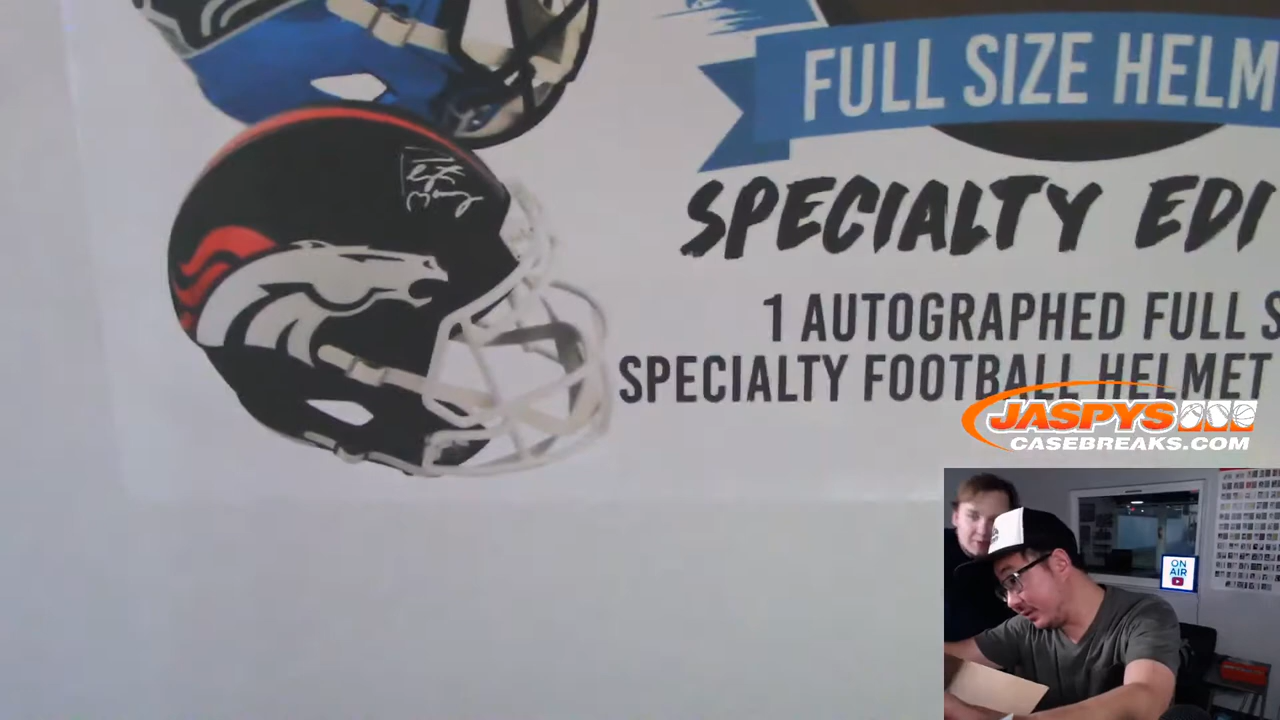 FULL SIZE HELM
SPECIALTY EDI
1 AUTOGRAPHED FULL S
SPECIALTY FOOTBALL HELMET
JASPYS
CASEBREAKS.COM
ON
AIR